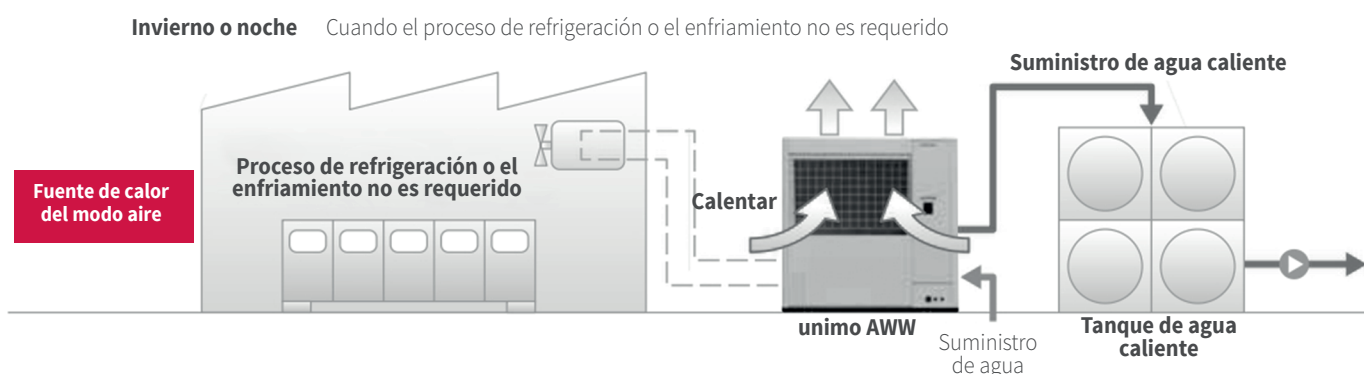 Invierno o noche Cuando el proceso de refrigeración o el enfriamiento no es requerido
Suministro de agua caliente
Fuente de calor
del modo aire
Proceso de refrigeración o el
enfriamiento no es requerido
Calentar
unimo AWW
Suministro
de agua
Tanque de agua
caliente